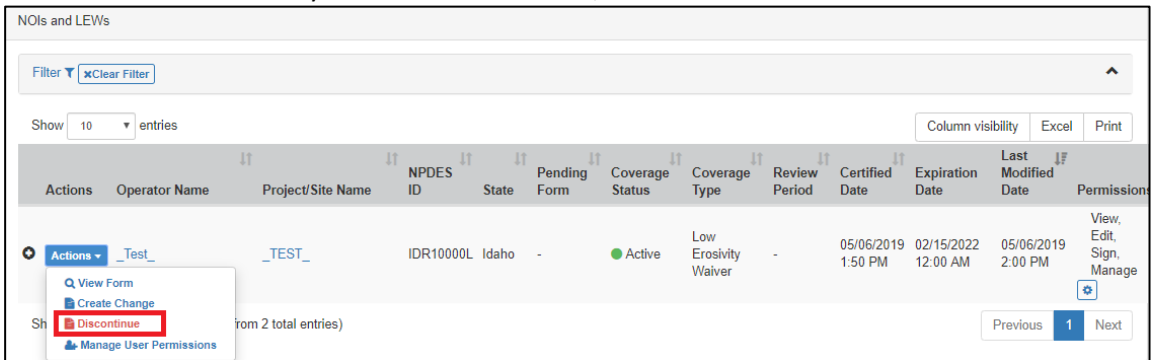 NOIs and LEWs
Filter xClear Filter
Show 10 entries
Column visibility Excel Print
Actions Operator Name Project/Site Name NPDES ID State Pending Form Coverage Status Coverage Type Review Period Certified Date Expiration Date Last Modified Date Permissions
Actions _Test_ _TEST_ IDR10000L Idaho - Active Low Erosivity Waiver - 05/06/2019 1:50 PM 02/15/2022 12:00 AM 05/06/2019 2:00 PM View, Edit, Sign, Manage
View Form
Create Change
Discontinue
Manage User Permissions
Sh from 2 total entries)
Previous 1 Next